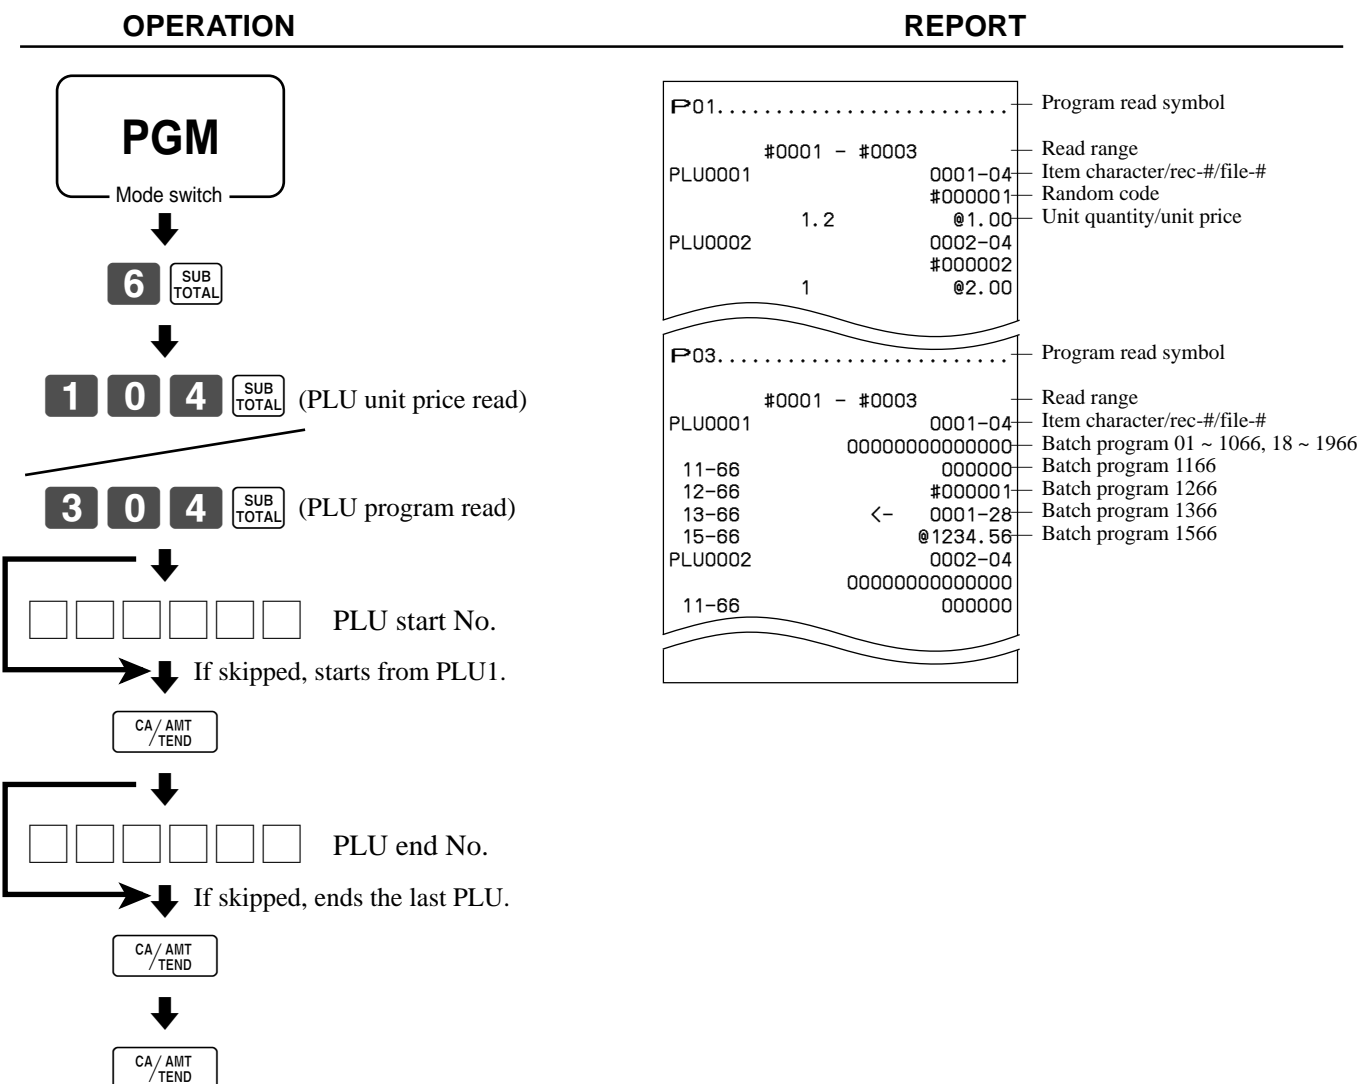 OPERATION
REPORT
PGM
Mode switch
6 SUB TOTAL
1 0 4 SUB TOTAL (PLU unit price read)
3 0 4 SUB TOTAL (PLU program read)
PLU start No.
If skipped, starts from PLU1.
CA/AMT TEND
PLU end No.
If skipped, ends the last PLU.
CA/AMT TEND
CA/AMT TEND
P01......................... Program read symbol
#0001 - #0003 Read range
PLU0001 0001-04 Item character/rec-#/file-#
#000001 Random code
1.2 @1.00 Unit quantity/unit price
PLU0002 0002-04
#000002
1 @2.00
P03......................... Program read symbol
#0001 - #0003 Read range
PLU0001 0001-04 Item character/rec-#/file-#
00000000000000 Batch program 01 ~ 1066, 18 ~ 1966
11-66 000000 Batch program 1166
12-66 #000001 Batch program 1266
13-66 <- 0001-28 Batch program 1366
15-66 @1234.56 Batch program 1566
PLU0002 0002-04
00000000000000
11-66 000000